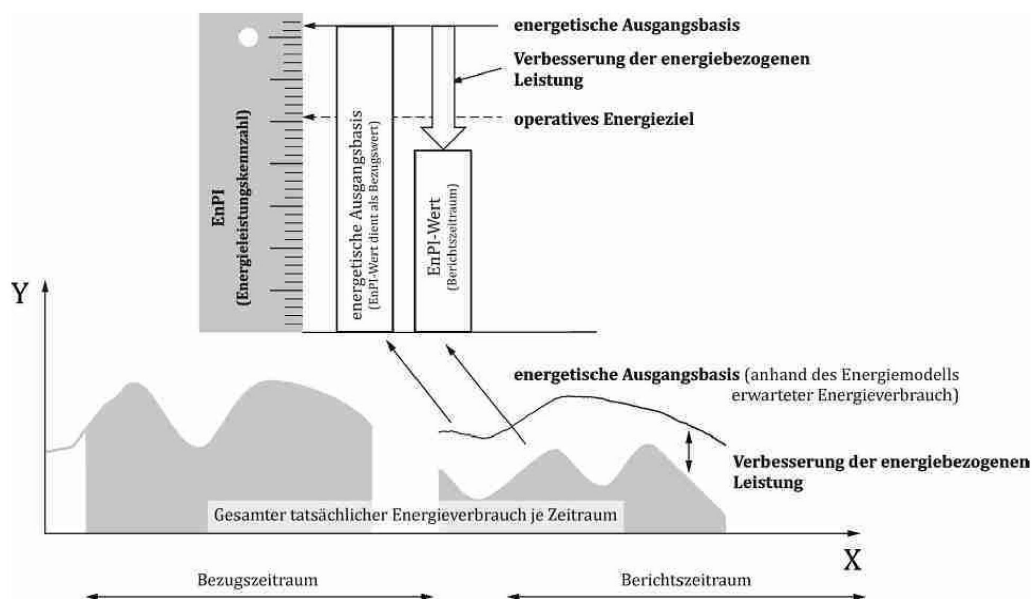 energetische Ausgangsbasis
Verbesserung der energiebezogenen
Leistung
operatives Energieziel
EnPI
(Energieleistungskennzahl)
energetische Ausgangsbasis
(EnPI-Wert dient als Bezugswert)
EnPI-Wert
(Berichtszeitraum)
Y
energetische Ausgangsbasis (anhand des Energiemodells
erwarteter Energieverbrauch)
Verbesserung der energiebezogenen
Leistung
Gesamter tatsächlicher Energieverbrauch je Zeitraum
X
Bezugszeitraum
Berichtszeitraum